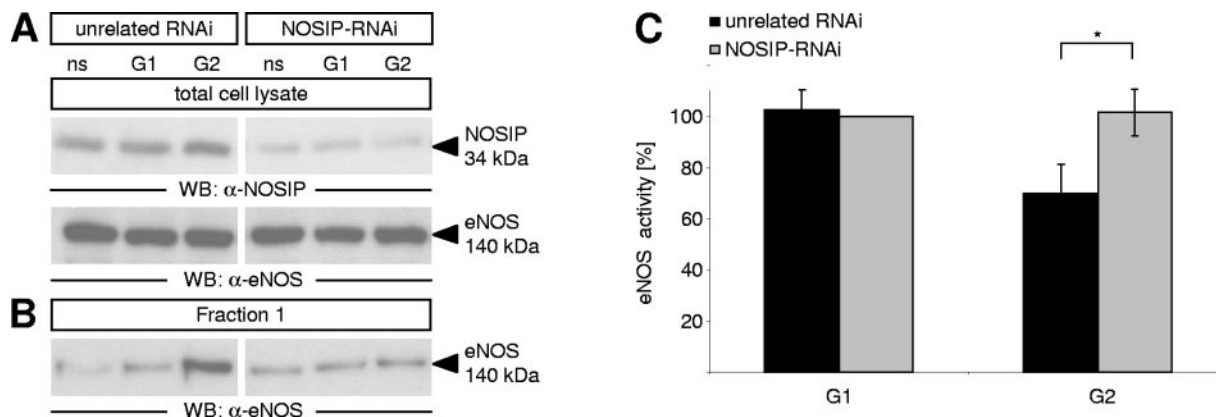 A
unrelated RNAi NOSIP-RNAi
ns G1 G2 ns G1 G2
total cell lysate
NOSIP
34 kDa
WB: α-NOSIP
eNOS
140 kDa
WB: α-eNOS
B
Fraction 1
eNOS
140 kDa
WB: α-eNOS
C
unrelated RNAi
NOSIP-RNAi
*
eNOS activity [%]
100
80
60
40
20
G1 G2